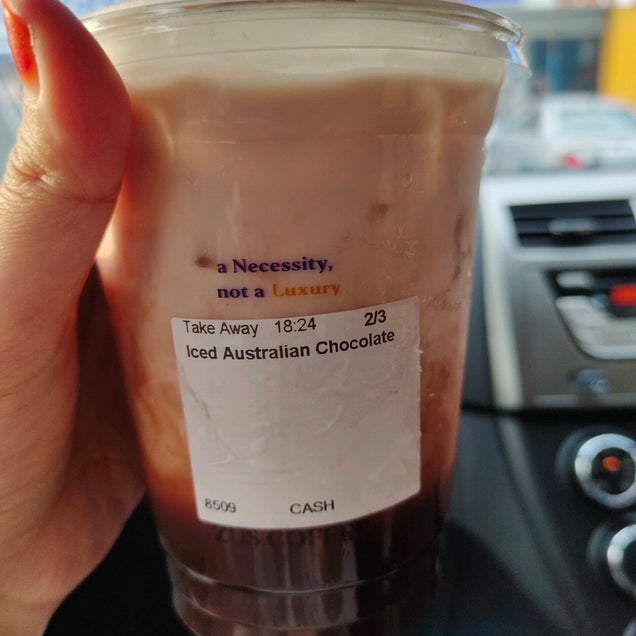 a Necessity,
not a Luxury
Take Away 18:24 2/3
Iced Australian Chocolate
8509 CASH
ZUS COFFEE